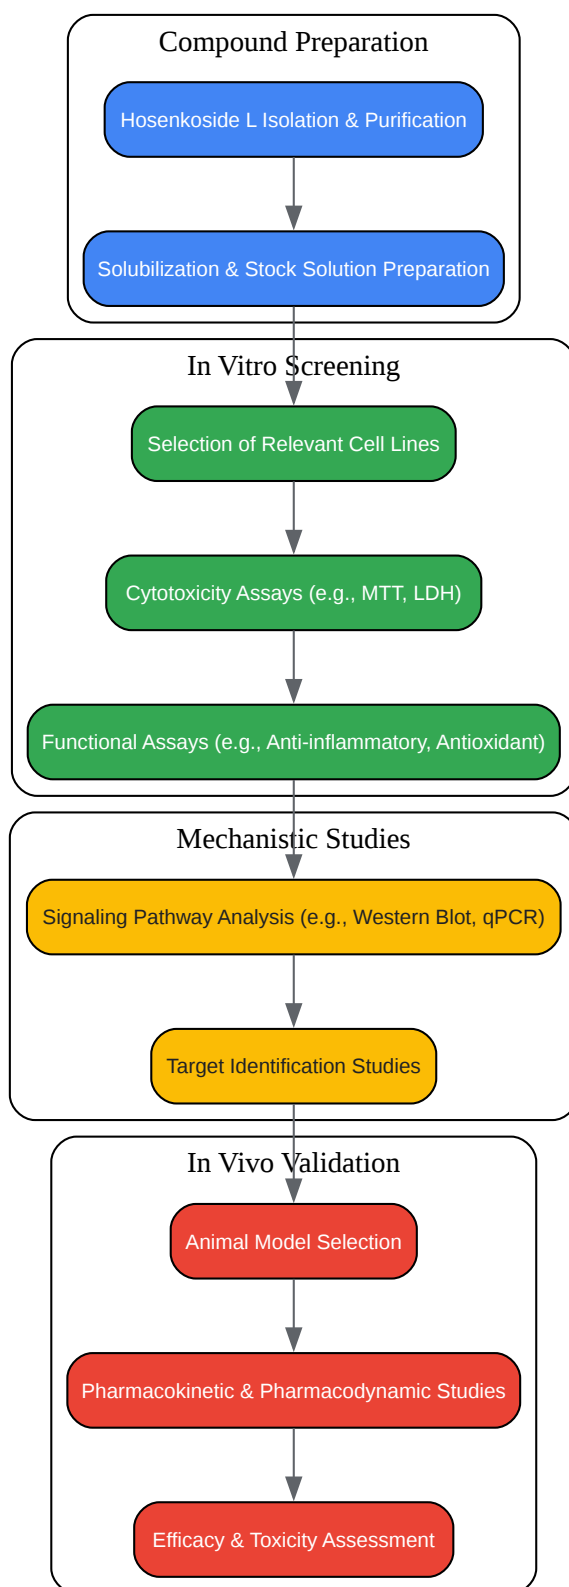 Compound Preparation
Hosenkoside L Isolation & Purification
Solubilization & Stock Solution Preparation
In Vitro Screening
Selection of Relevant Cell Lines
Cytotoxicity Assays (e.g., MTT, LDH)
Functional Assays (e.g., Anti-inflammatory, Antioxidant)
Mechanistic Studies
Signaling Pathway Analysis (e.g., Western Blot, qPCR)
Target Identification Studies
In Vivo Validation
Animal Model Selection
Pharmacokinetic & Pharmacodynamic Studies
Efficacy & Toxicity Assessment